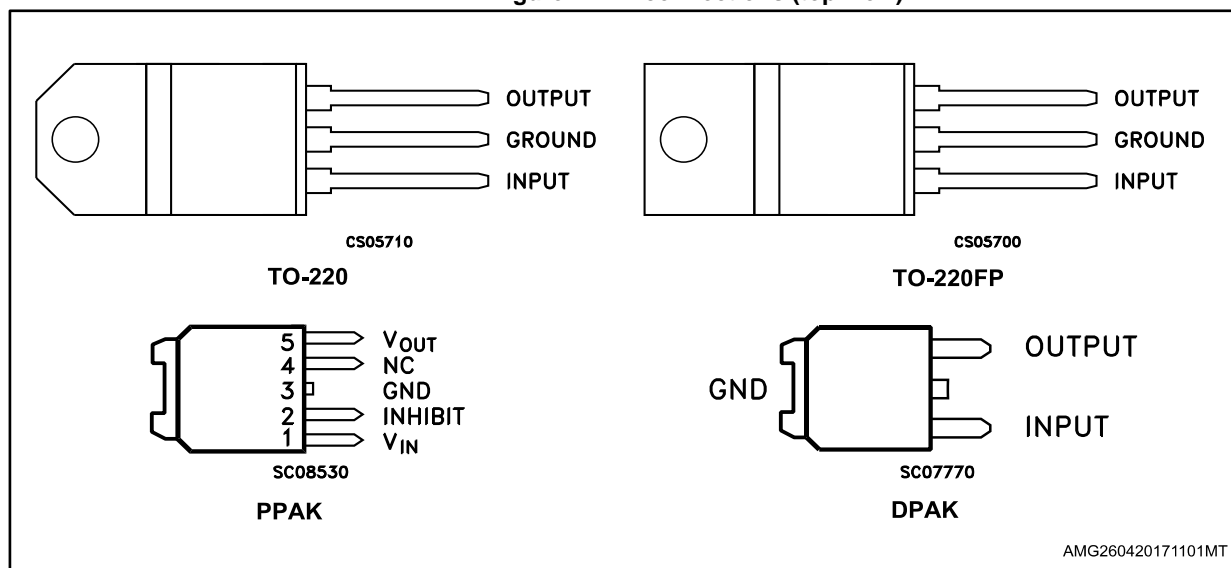 OUTPUT
GROUND
INPUT
CS05710
TO-220
OUTPUT
GROUND
INPUT
CS05700
TO-220FP
5 VOUT
4 NC
3 GND
2 INHIBIT
1 VIN
SC08530
PPAK
GND
OUTPUT
INPUT
SC07770
DPAK
AMG260420171101MT